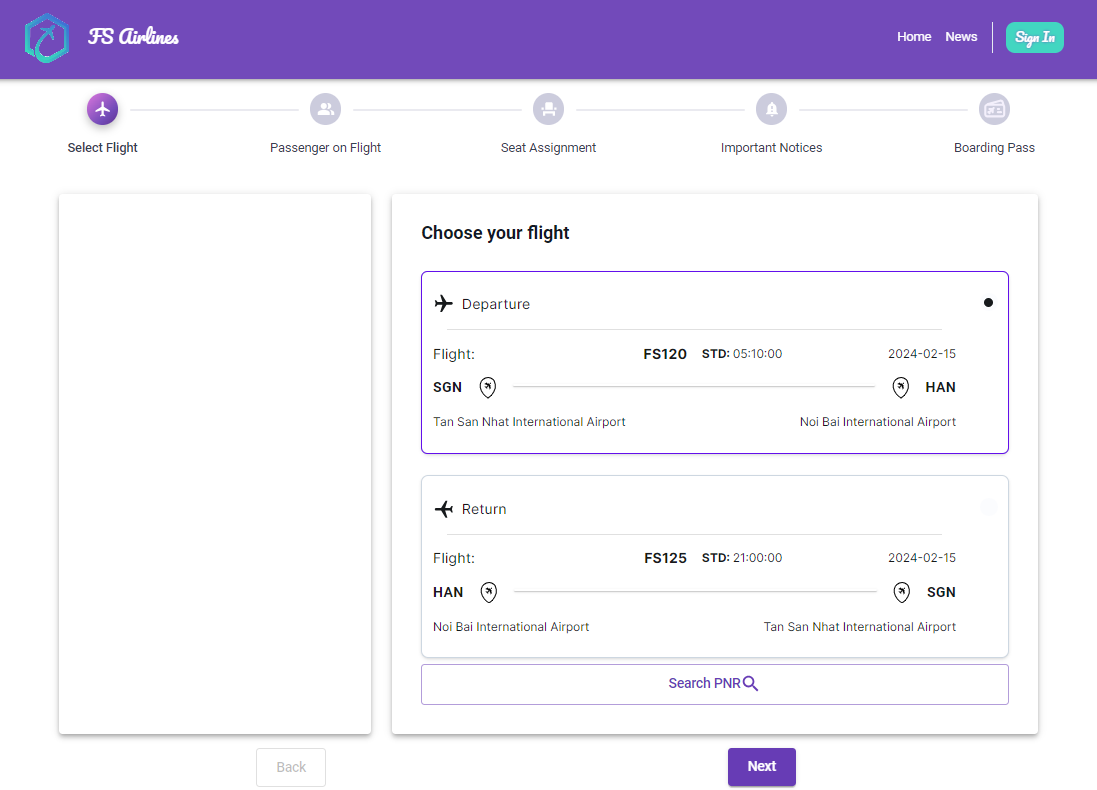 FS Airlines
Home News Sign In
Select Flight Passenger on Flight Seat Assignment Important Notices Boarding Pass
Choose your flight
Departure
Flight: FS120 STD: 05:10:00 2024-02-15
SGN HAN
Tan San Nhat International Airport Noi Bai International Airport
Return
Flight: FS125 STD: 21:00:00 2024-02-15
HAN SGN
Noi Bai International Airport Tan San Nhat International Airport
Search PNR
Back Next